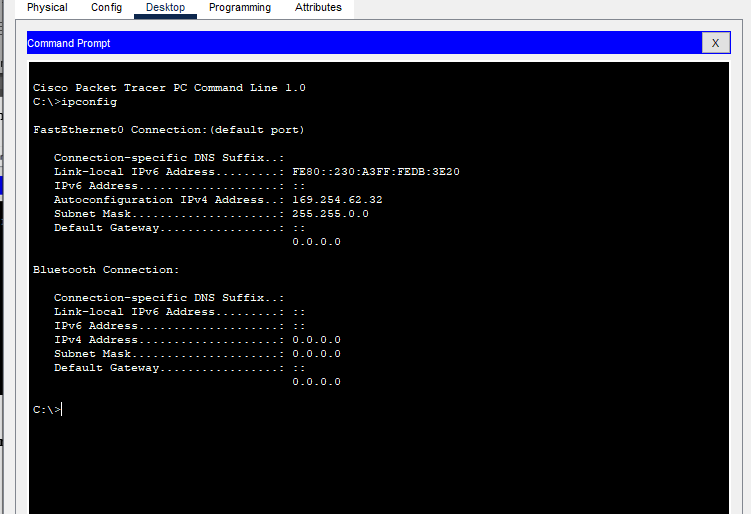 Physical Config Desktop Programming Attributes
Command Prompt X
Cisco Packet Tracer PC Command Line 1.0
C:\>ipconfig
FastEthernet0 Connection:(default port)
Connection-specific DNS Suffix..:
Link-local IPv6 Address.........: FE80::230:A3FF:FEDB:3E20
IPv6 Address....................: ::
Autoconfiguration IPv4 Address..: 169.254.62.32
Subnet Mask.....................: 255.255.0.0
Default Gateway.................: ::
0.0.0.0
Bluetooth Connection:
Connection-specific DNS Suffix..:
Link-local IPv6 Address.........: ::
IPv6 Address....................: ::
IPv4 Address....................: 0.0.0.0
Subnet Mask.....................: 0.0.0.0
Default Gateway.................: ::
0.0.0.0
C:\>